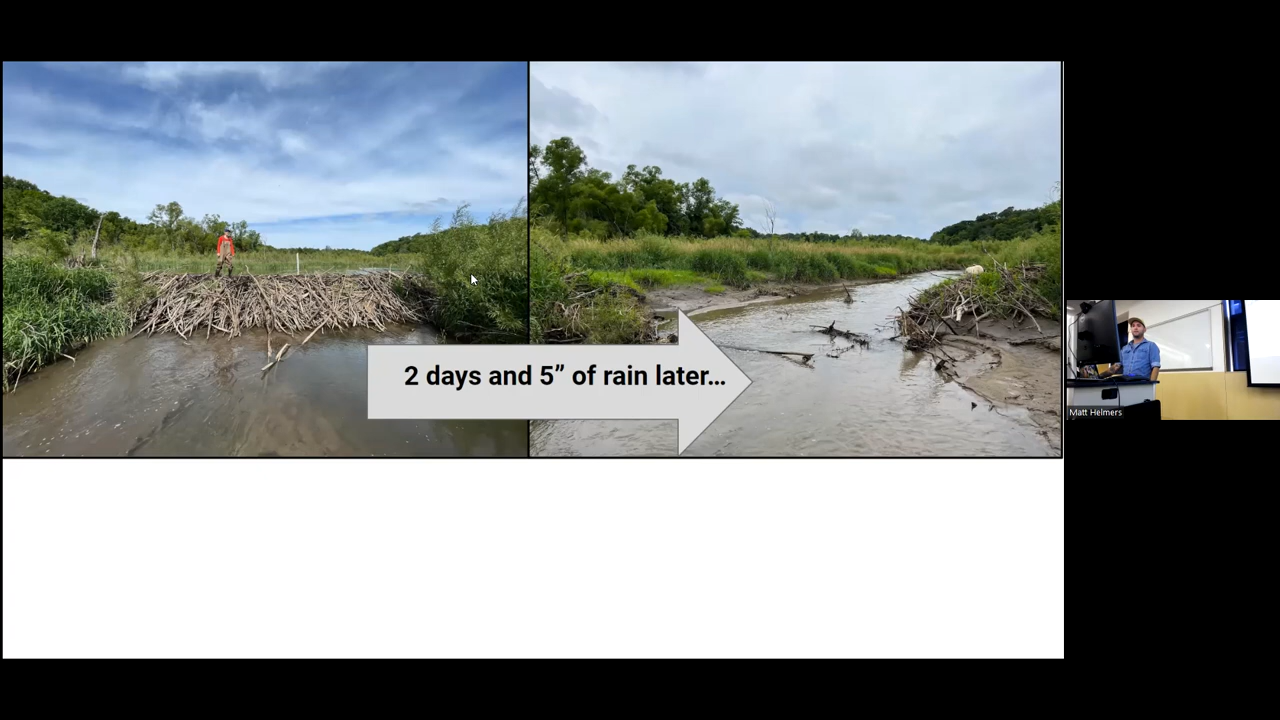 2 days and 5” of rain later...
Matt Helmers